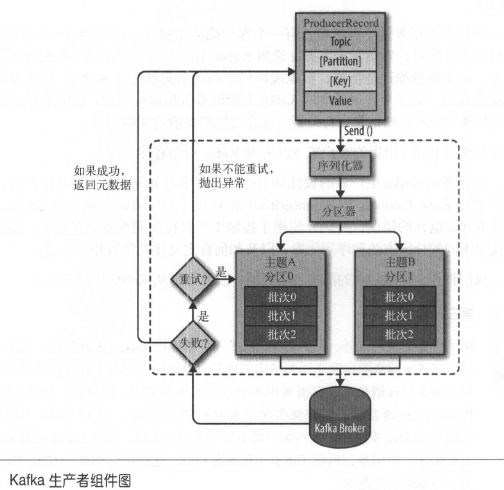 ProducerRecord
Topic
[Partition]
[Key]
Value
Send ()
如果成功，
返回元数据
如果不能重试，
抛出异常
序列化器
分区器
重试?
是
主题A
分区0
批次0
批次1
批次2
主题B
分区1
批次0
批次1
批次2
是
失败?
Kafka Broker
Kafka 生产者组件图